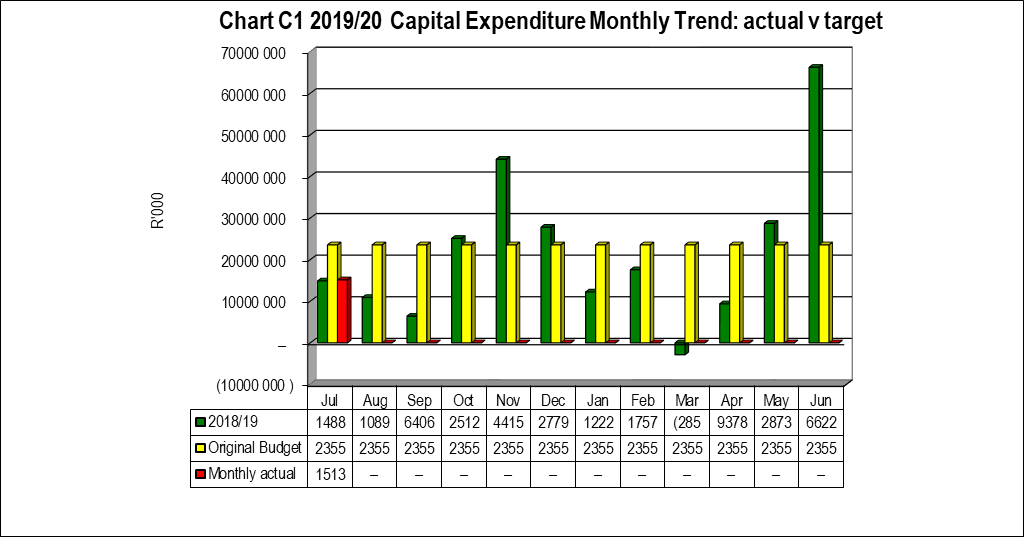 Chart C1 2019/20 Capital Expenditure Monthly Trend: actual v target
70000 000
60000 000
50000 000
40000 000
30000 000
20000 000
10000 000
–
(10000 000 )
R'000
Jul Aug Sep Oct Nov Dec Jan Feb Mar Apr May Jun
2018/19 1488 1089 6406 2512 4415 2779 1222 1757 (285 9378 2873 6622
Original Budget 2355 2355 2355 2355 2355 2355 2355 2355 2355 2355 2355 2355
Monthly actual 1513 – – – – – – – – – – –